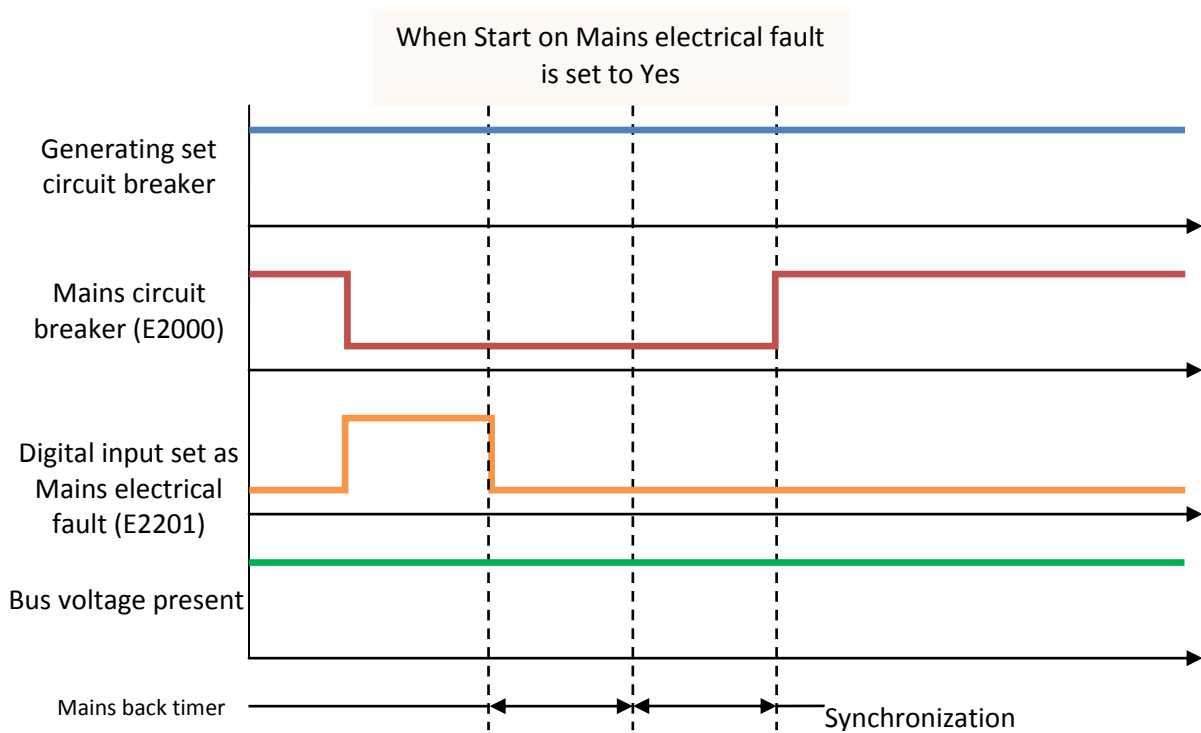 When Start on Mains electrical fault
is set to Yes
Generating set
circuit breaker
Mains circuit
breaker (E2000)
Digital input set as
Mains electrical
fault (E2201)
Bus voltage present
Mains back timer
Synchronization